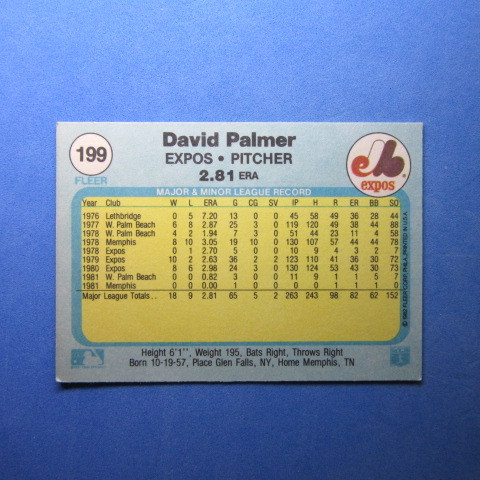 199
FLEER
David Palmer
EXPOS • PITCHER
2.81 ERA
expos
MAJOR & MINOR LEAGUE RECORD
Year Club W L ERA G CG SV IP H R ER BB SO
1976 Lethbridge 0 5 7.20 13 0 0 45 58 49 36 28 44
1977 W. Palm Beach 6 8 2.87 25 3 0 119 120 49 38 44 88
1978 W. Palm Beach 4 2 1.94 7 3 0 51 44 23 11 4 58
1978 Memphis 8 10 3.05 19 10 0 130 107 57 44 44 78
1978 Expos 0 1 2.70 5 0 0 10 9 4 3 2 7
1979 Expos 10 2 2.63 36 2 2 123 110 41 36 30 72
1980 Expos 8 6 2.98 24 3 0 130 124 53 43 30 73
1981 W. Palm Beach 0 0 0.82 3 0 0 11 9 1 1 5 7
1981 Memphis 0 0 0.00 1 0 0 1 0 1 1 1 0
Major League Totals . . 18 9 2.81 65 5 2 263 243 98 82 62 152
Height 6'1", Weight 195, Bats Right, Throws Right
Born 10-19-57, Place Glen Falls, NY, Home Memphis, TN